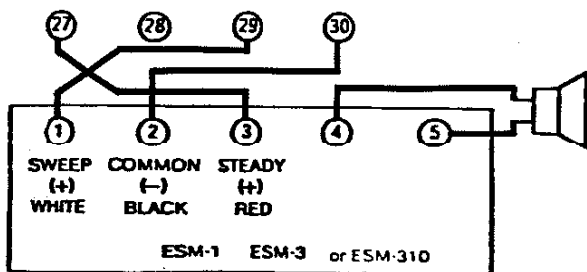 27 28 29 30
1 2 3 4 5
SWEEP COMMON STEADY
(+) (−) (+)
WHITE BLACK RED
ESM-1 ESM-3 or ESM-310